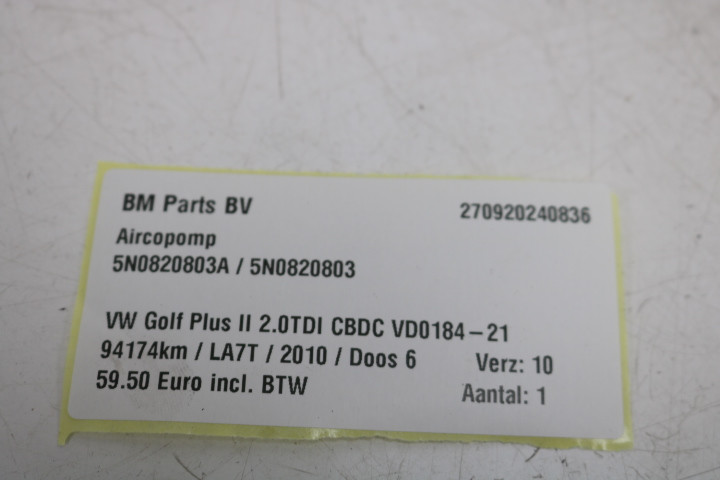 BM Parts BV 270920240836
Aircopomp
5N0820803A / 5N0820803
VW Golf Plus II 2.0TDI CBDC VD0184-21
94174km / LA7T / 2010 / Doos 6 Verz: 10
59.50 Euro incl. BTW Aantal: 1